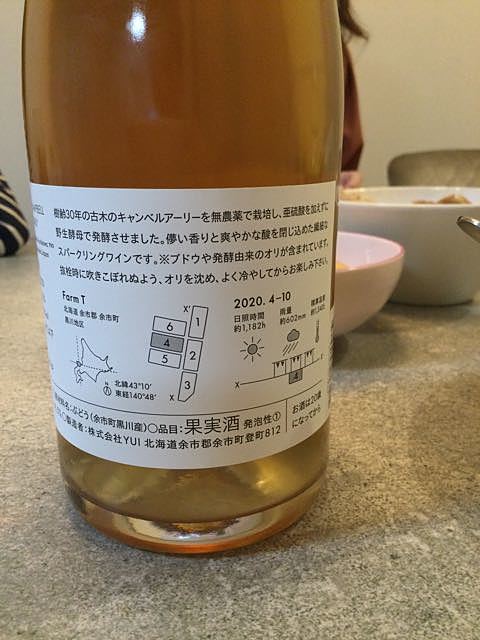 樹齢30年の古木のキャンベルアーリーを無農薬で栽培し、亜硫酸を加えずに
野生酵母で発酵させました。儚い香りと爽やかな酸を閉じ込めた繊細な
スパークリングワインです。※ブドウや発酵由来のオリが含まれています。
抜栓時に吹きこぼれぬよう、オリを沈め、よく冷やしてからお楽しみ下さい。
Farm T
北海道 余市郡 余市町
黒川地区
北緯43°10'
東経140°48'
X'
1
6
4
2
5
3
X
2020. 4-10
日照時間
約1,182h
雨量
約602mm
積算温度
X
X'
4
ぶどう(余市町黒川産)○品目:果実酒 発泡性①
製造者:株式会社YUI 北海道余市郡余市町登町812
お酒は20歳
になってから